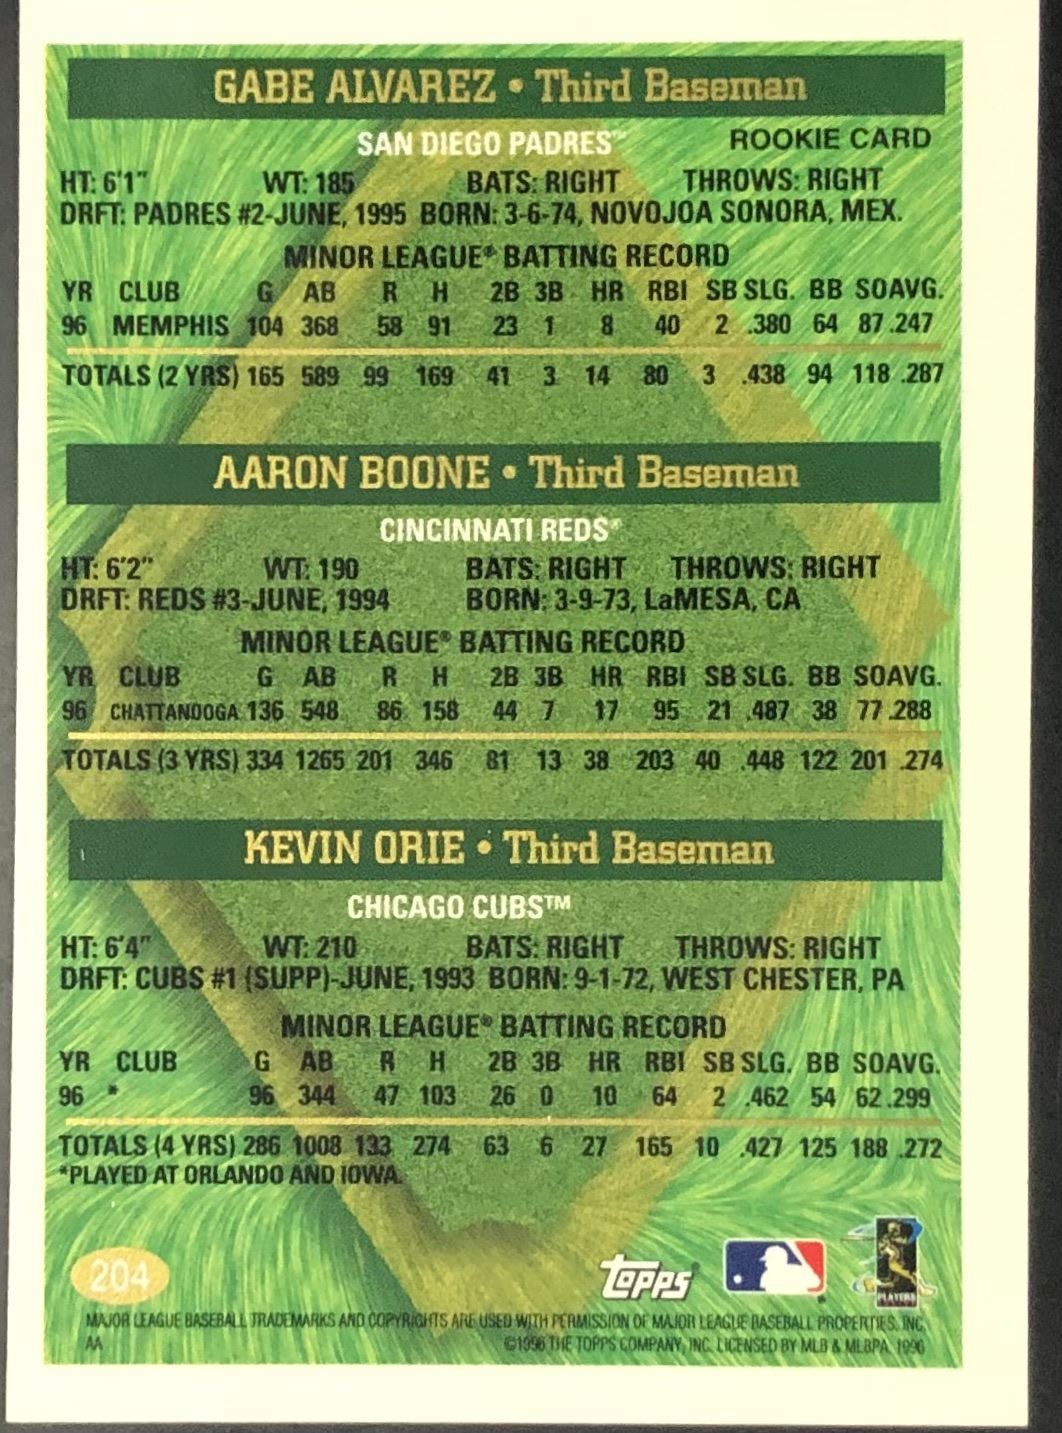 GABE ALVAREZ • Third Baseman
SAN DIEGO PADRES™ ROOKIE CARD
HT: 6'1" WT: 185 BATS: RIGHT THROWS: RIGHT
DRFT: PADRES #2-JUNE, 1995 BORN: 3-6-74, NOVOJOA SONORA, MEX.
MINOR LEAGUE® BATTING RECORD
YR CLUB G AB R H 2B 3B HR RBI SB SLG. BB SO AVG.
96 MEMPHIS 104 368 58 91 23 1 8 40 2 .380 64 87 .247
TOTALS (2 YRS) 165 589 99 169 41 3 14 80 3 .438 94 118 .287
AARON BOONE • Third Baseman
CINCINNATI REDS®
HT: 6'2" WT: 190 BATS: RIGHT THROWS: RIGHT
DRFT: REDS #3-JUNE, 1994 BORN: 3-9-73, LaMESA, CA
MINOR LEAGUE® BATTING RECORD
YR CLUB G AB R H 2B 3B HR RBI SB SLG. BB SO AVG.
96 CHATTANOOGA 136 548 86 158 44 7 17 95 21 .487 38 77 .288
TOTALS (3 YRS) 334 1265 201 346 81 13 38 203 40 .448 122 201 .274
KEVIN ORIE • Third Baseman
CHICAGO CUBS™
HT: 6'4" WT: 210 BATS: RIGHT THROWS: RIGHT
DRFT: CUBS #1 (SUPP)-JUNE, 1993 BORN: 9-1-72, WEST CHESTER, PA
MINOR LEAGUE® BATTING RECORD
YR CLUB G AB R H 2B 3B HR RBI SB SLG. BB SO AVG.
96 * 96 344 47 103 26 0 10 64 2 .462 54 62 .299
TOTALS (4 YRS) 286 1008 133 274 63 6 27 165 10 .427 125 188 .272
*PLAYED AT ORLANDO AND IOWA.
204
Topps®
PLAYERS
MAJOR LEAGUE BASEBALL TRADEMARKS AND COPYRIGHTS ARE USED WITH PERMISSION OF MAJOR LEAGUE BASEBALL PROPERTIES, INC.
AA ©1996 THE TOPPS COMPANY, INC. LICENSED BY MLB & MLBPA 1996